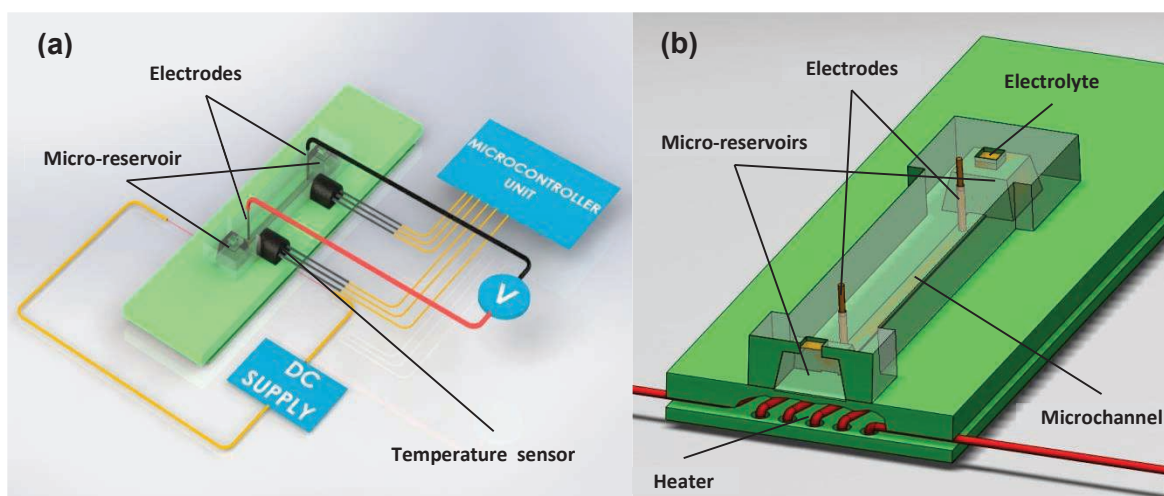 (a)
Electrodes
Micro-reservoir
MICROCONTROLLER
UNIT
V
DC
SUPPLY
Temperature sensor
(b)
Electrodes
Electrolyte
Micro-reservoirs
Microchannel
Heater